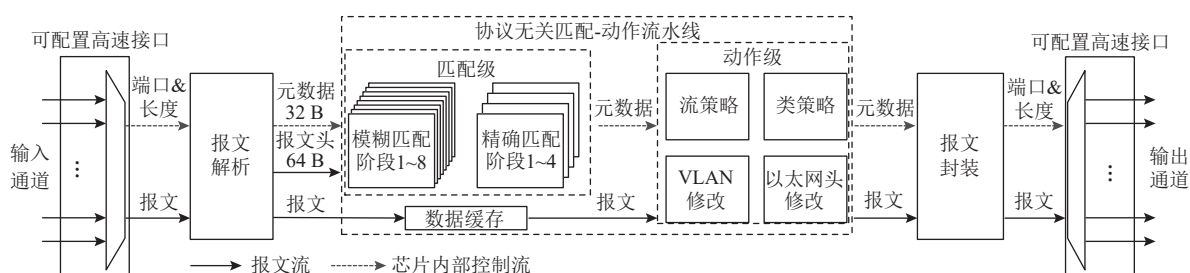 可配置高速接口
输入
通道
端口&
长度
报文
报文
解析
元数据
32 B
报文头
64 B
报文
协议无关匹配-动作流水线
匹配级
模糊匹配
阶段1~8
精确匹配
阶段1~4
数据缓存
元数据
报文
动作级
流策略
类策略
VLAN
修改
以太网头
修改
元数据
报文
报文
封装
端口&
长度
报文
可配置高速接口
输出
通道
报文流
芯片内部控制流